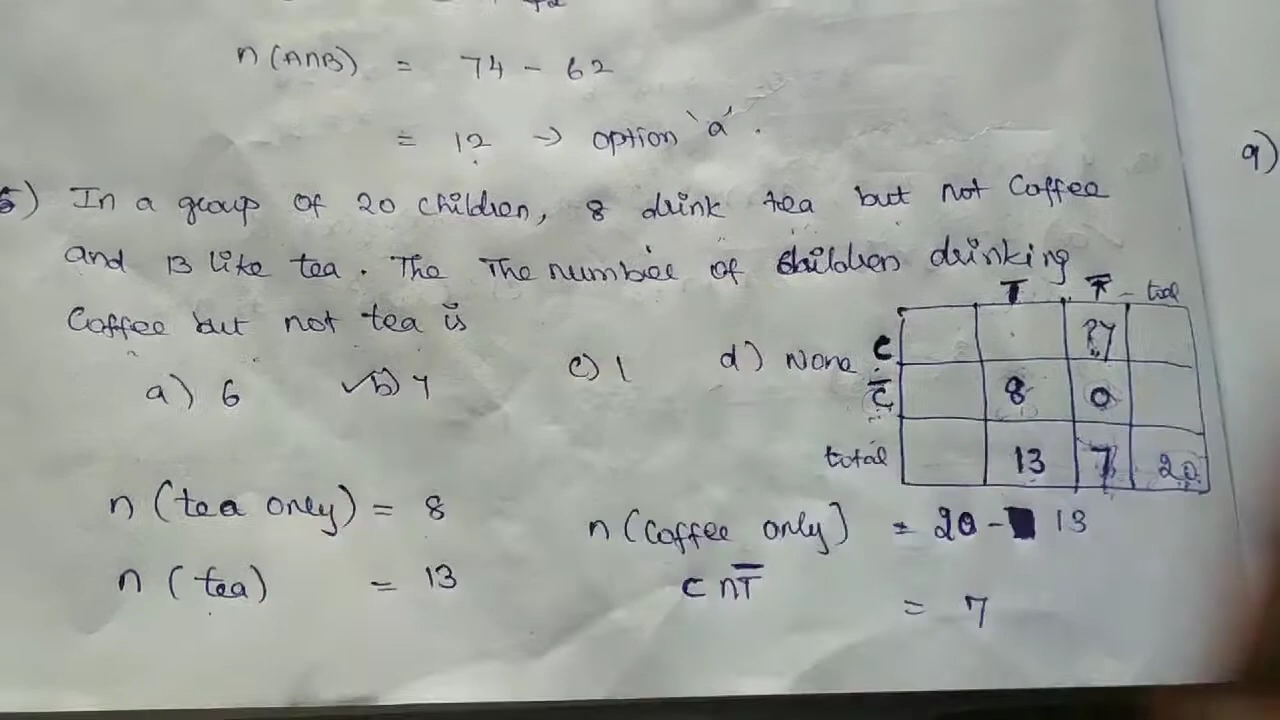 n (A∩B) = 74 - 62
= 12 → option 'a'.
5) In a group of 20 children, 8 drink tea but not Coffee
and 13 like tea. The The number of children drinking
Coffee but not tea is
a) 6 b) 7 c) 1 d) None
T T̅ - total
C ?7
C̅ 8 0
total 13 7 20
n (tea only) = 8
n (tea) = 13
n (Coffee only) = 20 - 13
C ∩ T̅ = 7
9)